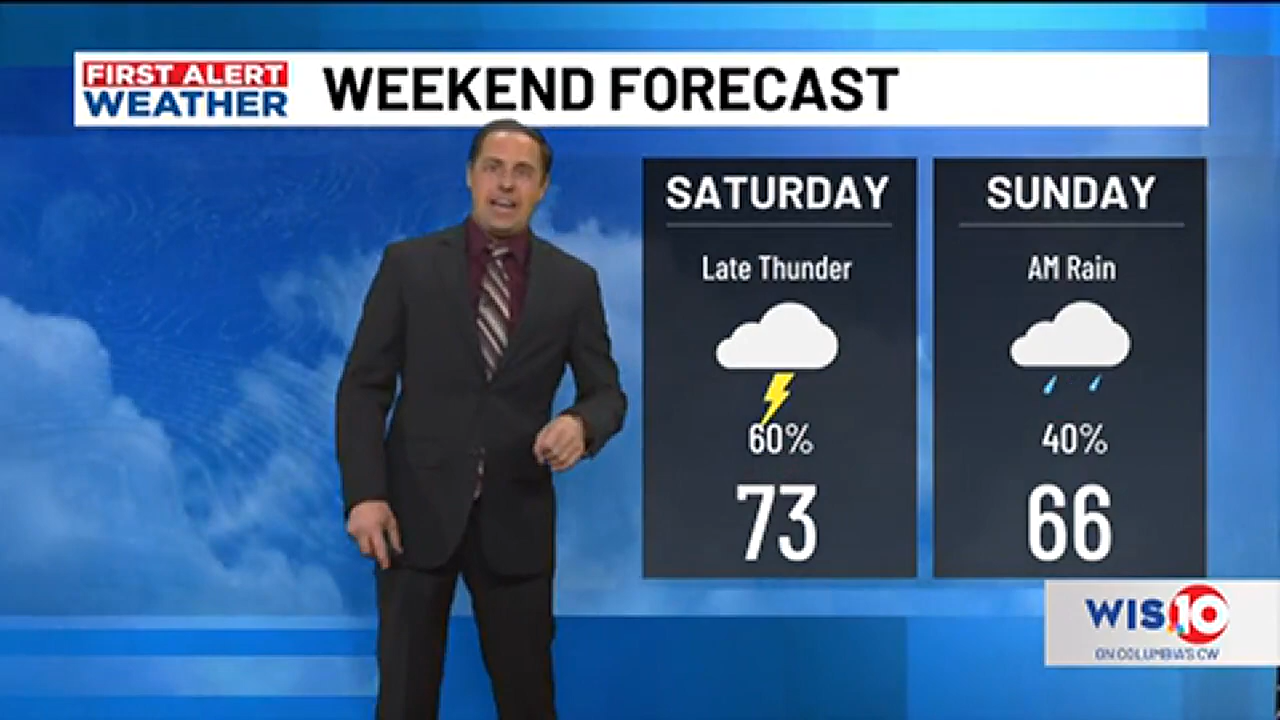 FIRST ALERT
WEATHER
WEEKEND FORECAST
SATURDAY
Late Thunder
60%
73
SUNDAY
AM Rain
40%
66
WIS 10
ON COLUMBIA'S CW